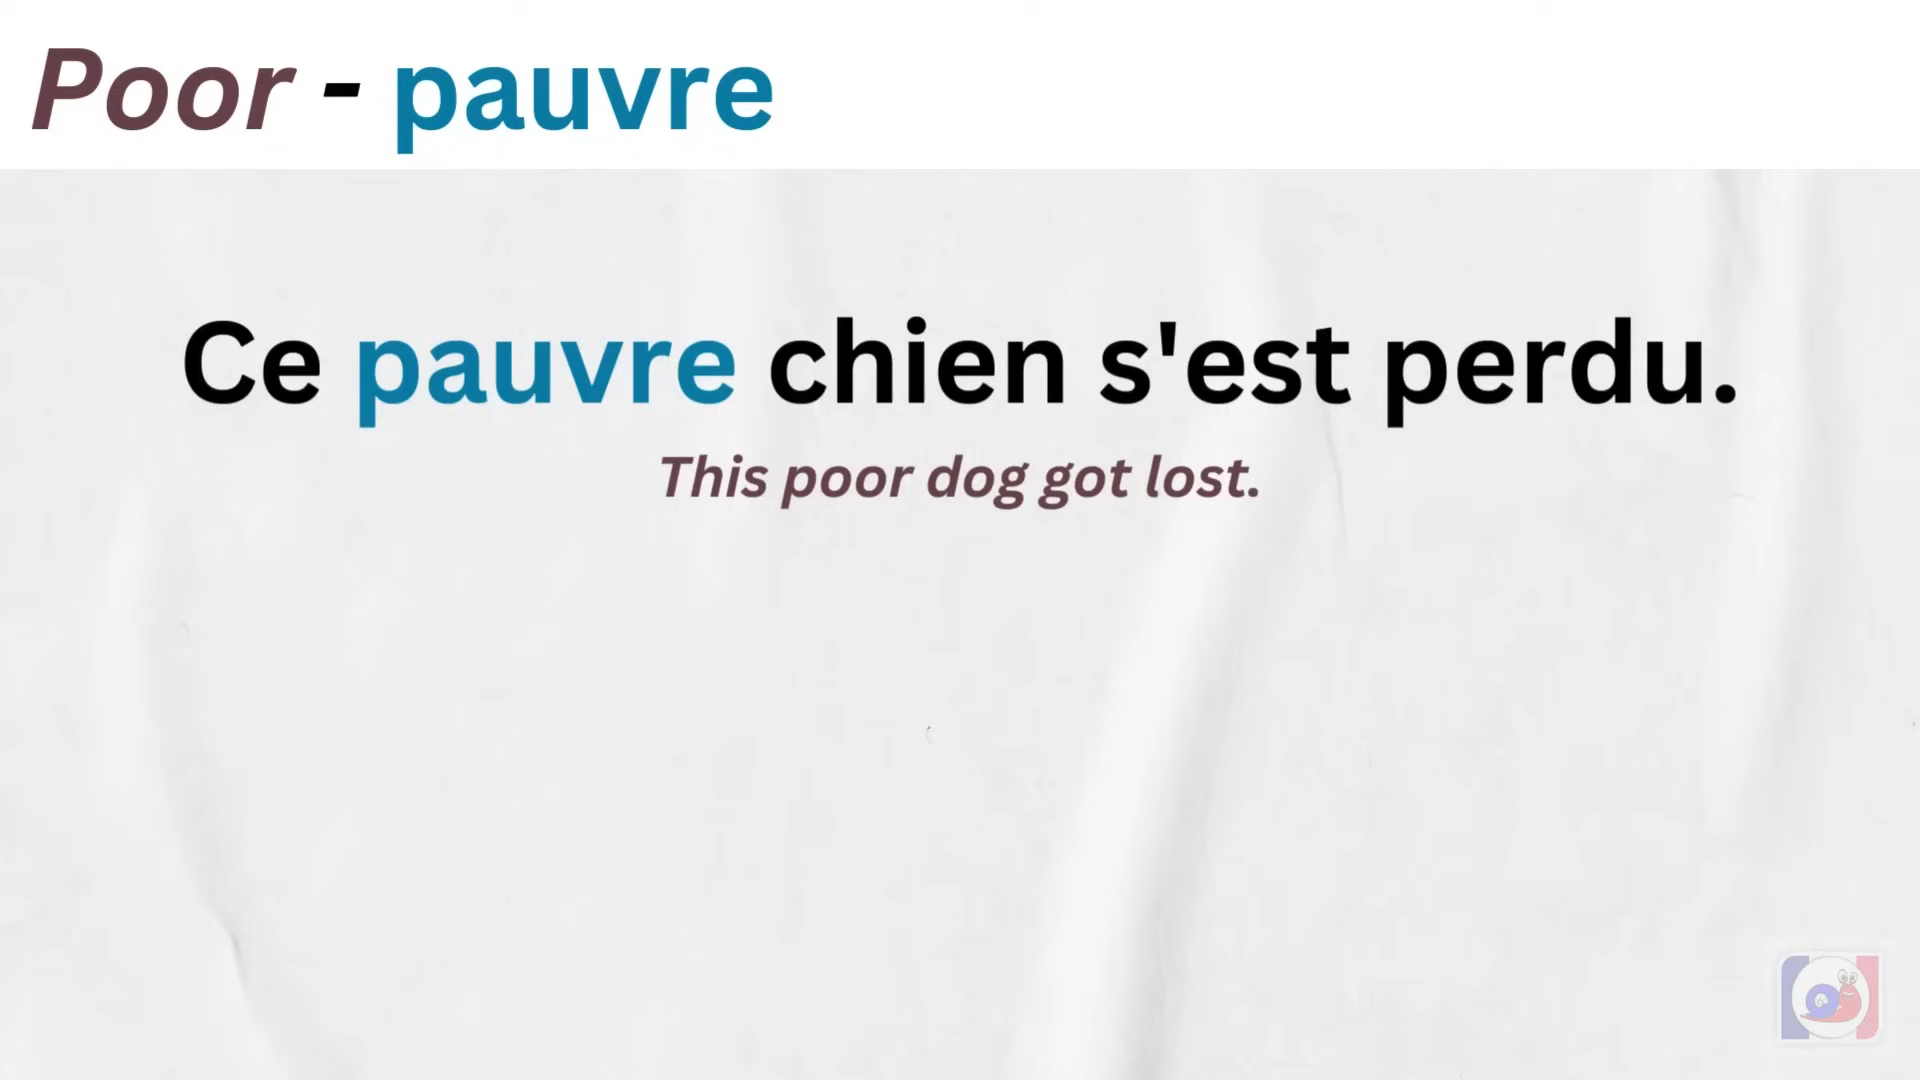 Poor - pauvre
Ce pauvre chien s'est perdu.
This poor dog got lost.